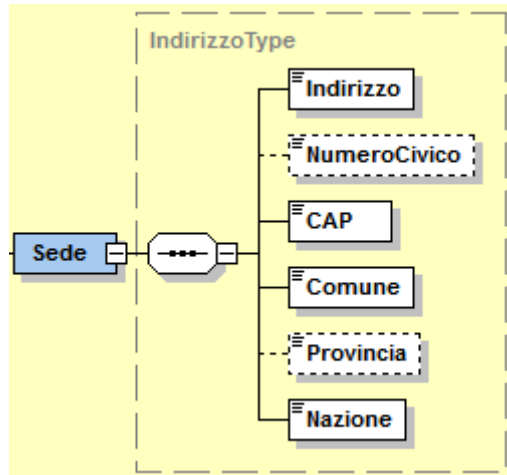 IndirizzoType
Indirizzo
NumeroCivico
CAP
Sede
Comune
Provincia
Nazione